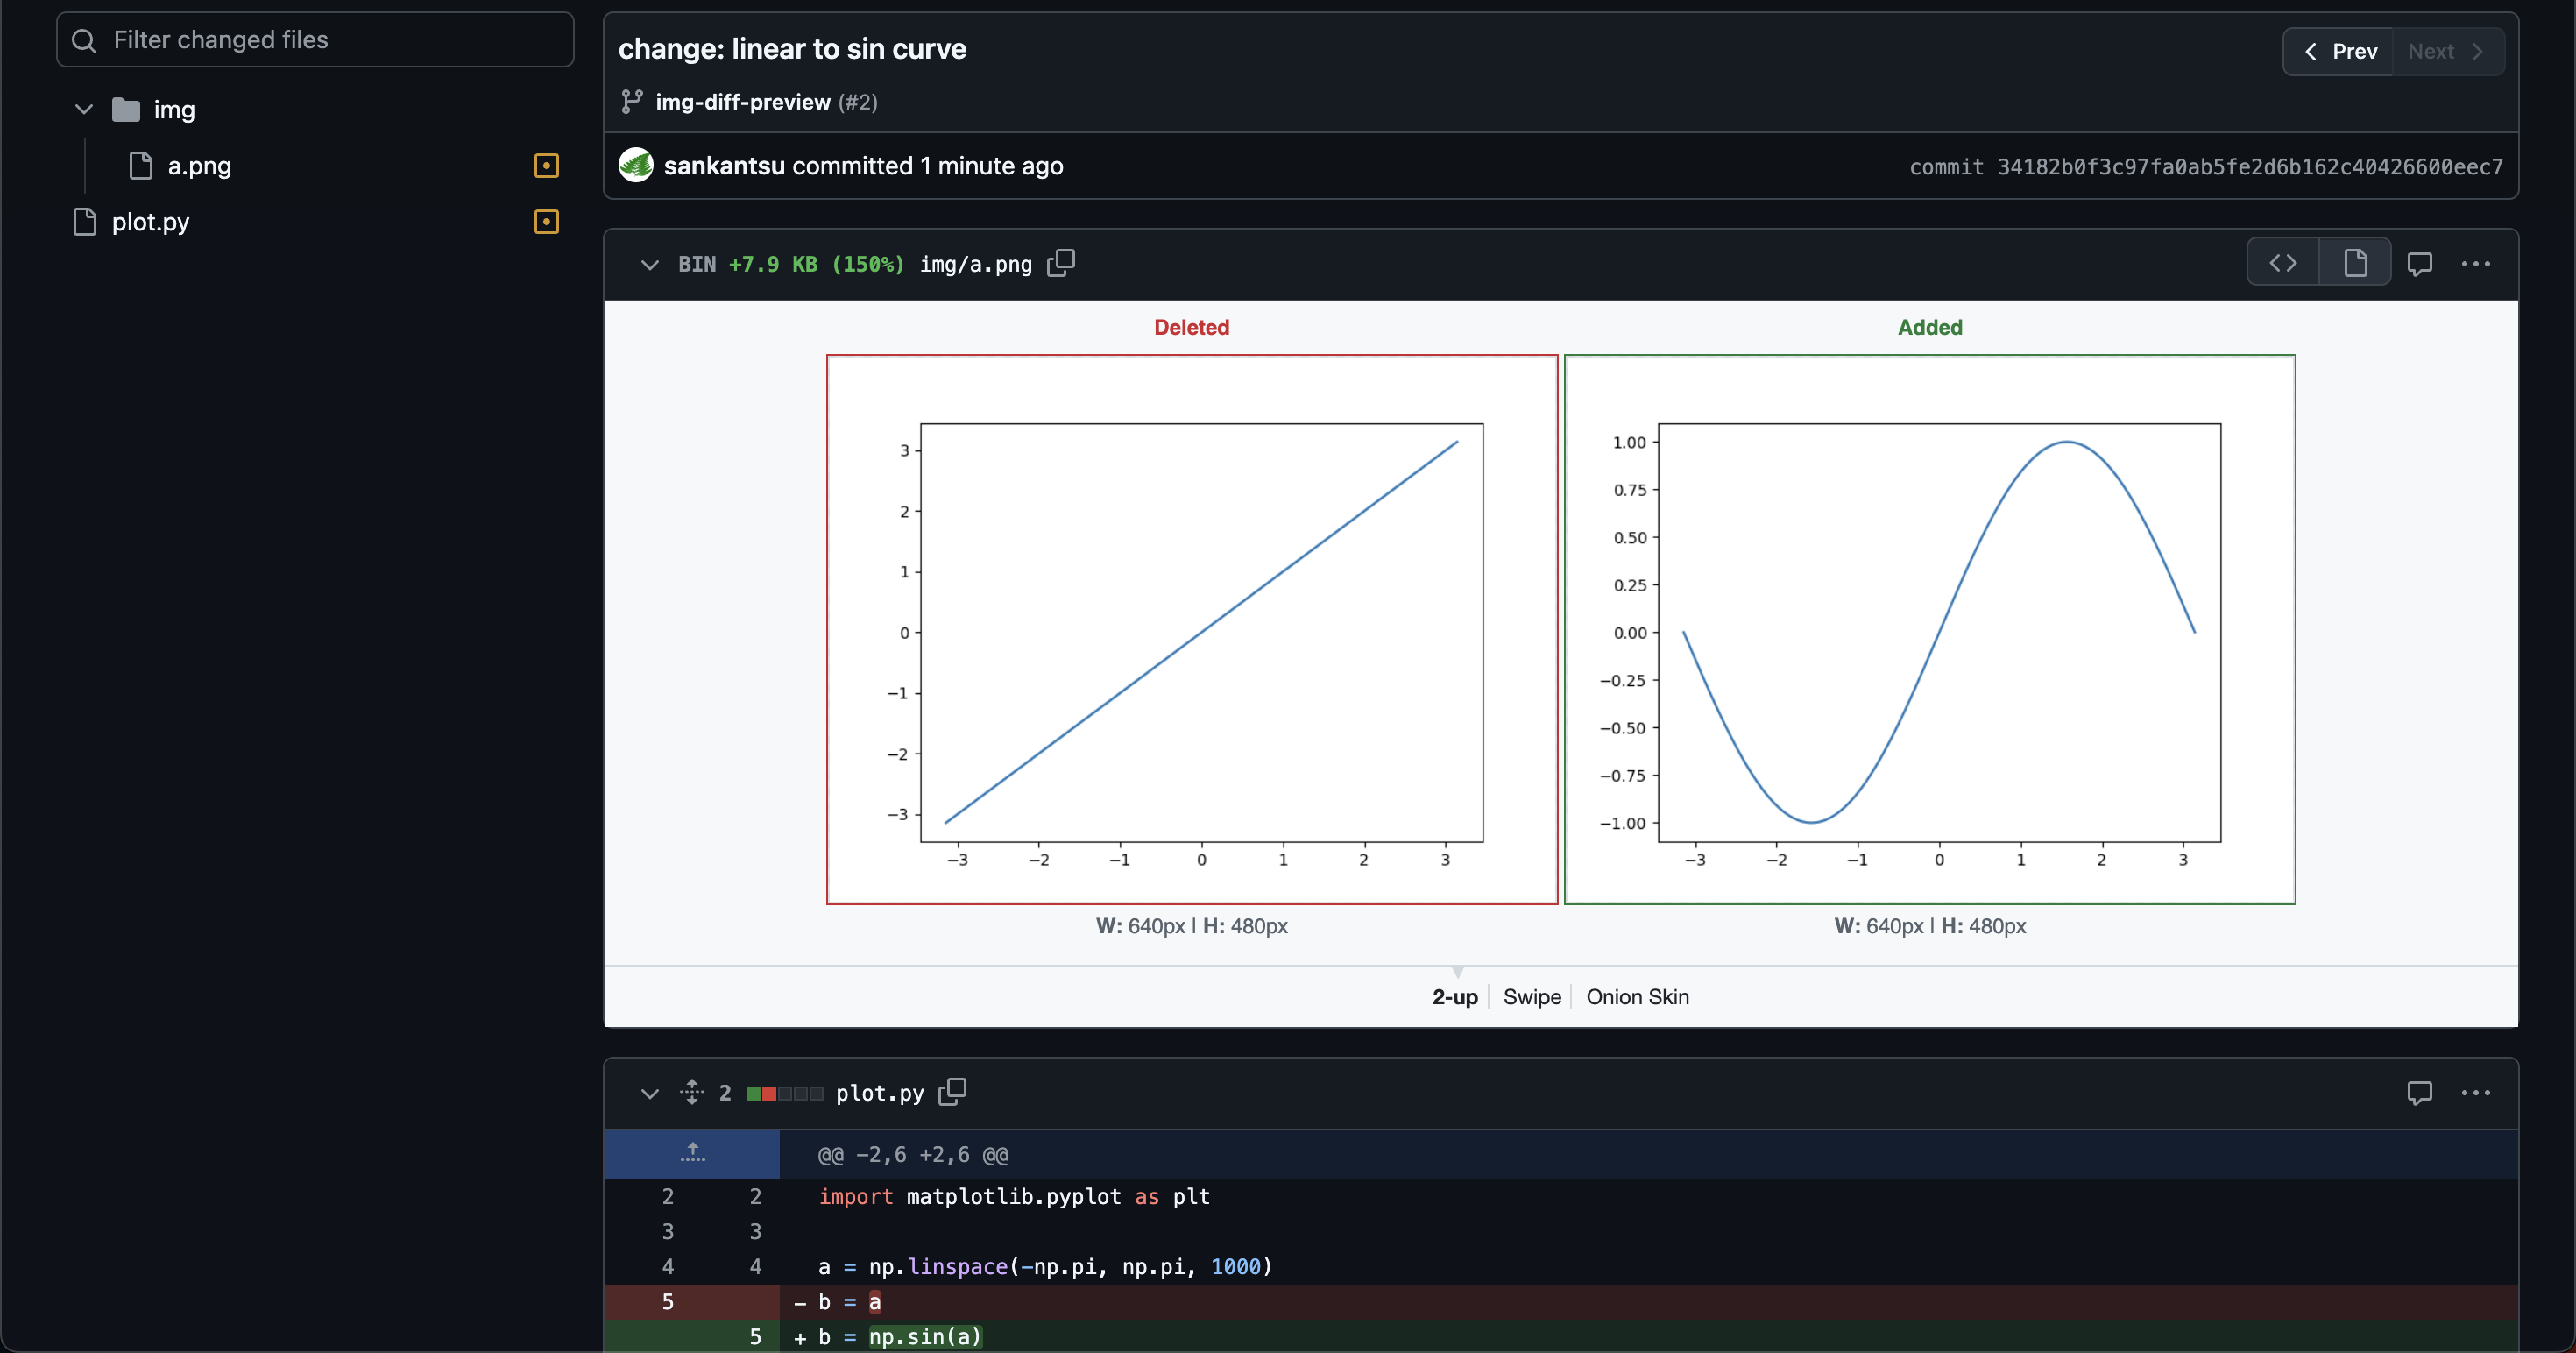 Filter changed files
img
a.png
plot.py
change: linear to sin curve
Prev Next
img-diff-preview (#2)
sankantsu committed 1 minute ago
commit 34182b0f3c97fa0ab5fe2d6b162c40426600eec7
BIN +7.9 KB (150%) img/a.png
Deleted
3
2
1
0
−1
−2
−3
−3 −2 −1 0 1 2 3
W: 640px | H: 480px
Added
1.00
0.75
0.50
0.25
0.00
−0.25
−0.50
−0.75
−1.00
−3 −2 −1 0 1 2 3
W: 640px | H: 480px
2-up Swipe Onion Skin
2 plot.py
@@ −2,6 +2,6 @@
2 2 import matplotlib.pyplot as plt
3 3
4 4 a = np.linspace(−np.pi, np.pi, 1000)
5 − b = a
5 + b = np.sin(a)